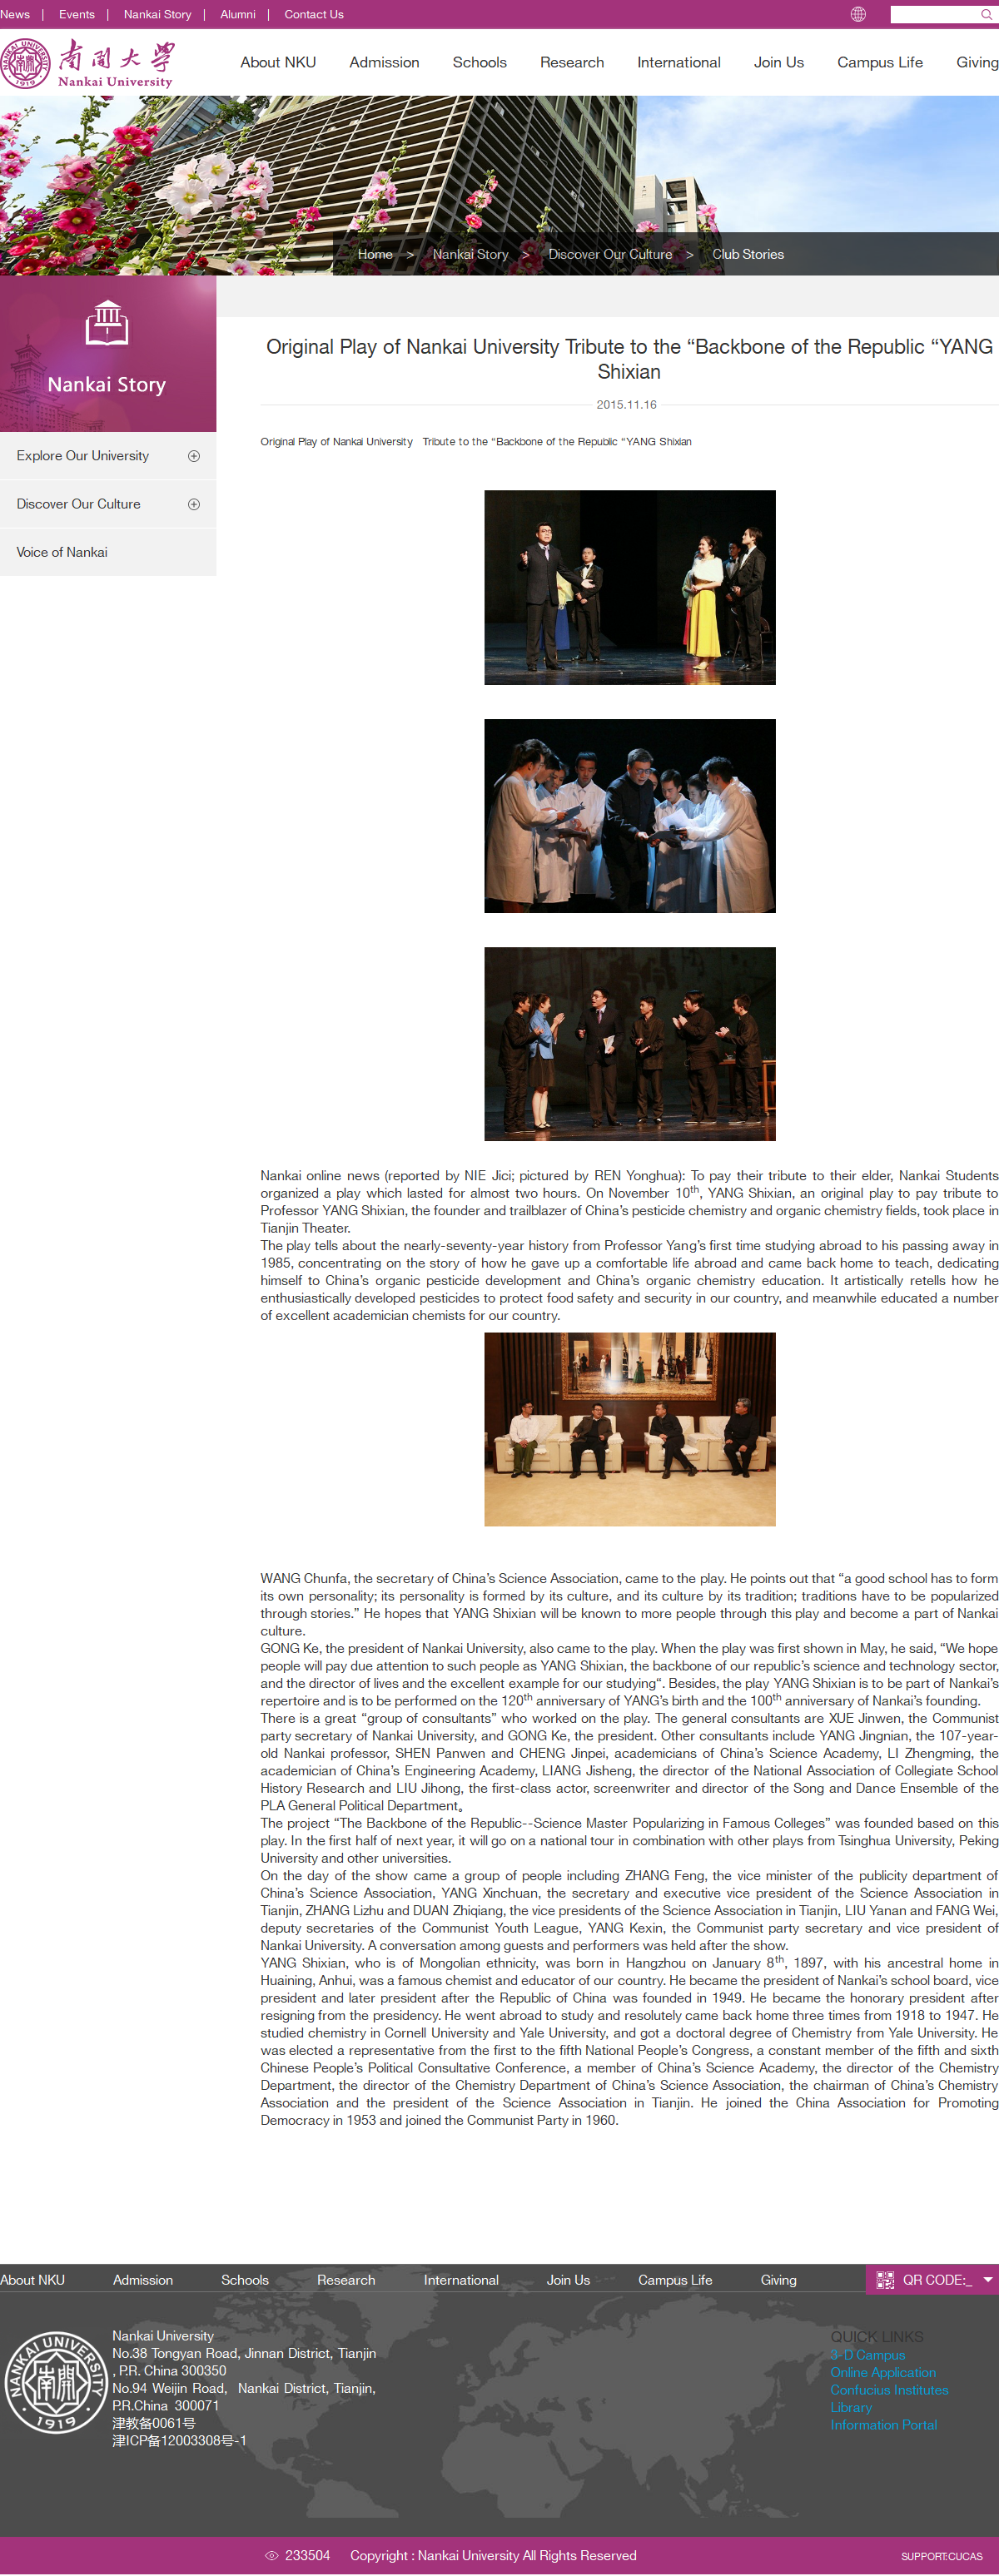 News | Events | Nankai Story | Alumni | Contact Us
NANKAI UNIVERSITY
1919
南開大學
Nankai University
About NKU Admission Schools Research International Join Us Campus Life Giving
Home > Nankai Story > Discover Our Culture > Club Stories
Nankai Story
Explore Our University
Discover Our Culture
Voice of Nankai
Original Play of Nankai University Tribute to the “Backbone of the Republic “YANG
Shixian
2015.11.16
Original Play of Nankai University Tribute to the “Backbone of the Republic “YANG Shixian
Nankai online news (reported by NIE Jici; pictured by REN Yonghua): To pay their tribute to their elder, Nankai Students
organized a play which lasted for almost two hours. On November 10th, YANG Shixian, an original play to pay tribute to
Professor YANG Shixian, the founder and trailblazer of China’s pesticide chemistry and organic chemistry fields, took place in
Tianjin Theater.
The play tells about the nearly-seventy-year history from Professor Yang’s first time studying abroad to his passing away in
1985, concentrating on the story of how he gave up a comfortable life abroad and came back home to teach, dedicating
himself to China’s organic pesticide development and China’s organic chemistry education. It artistically retells how he
enthusiastically developed pesticides to protect food safety and security in our country, and meanwhile educated a number
of excellent academician chemists for our country.
WANG Chunfa, the secretary of China’s Science Association, came to the play. He points out that “a good school has to form
its own personality; its personality is formed by its culture, and its culture by its tradition; traditions have to be popularized
through stories.” He hopes that YANG Shixian will be known to more people through this play and become a part of Nankai
culture.
GONG Ke, the president of Nankai University, also came to the play. When the play was first shown in May, he said, “We hope
people will pay due attention to such people as YANG Shixian, the backbone of our republic’s science and technology sector,
and the director of lives and the excellent example for our studying“. Besides, the play YANG Shixian is to be part of Nankai’s
repertoire and is to be performed on the 120th anniversary of YANG’s birth and the 100th anniversary of Nankai’s founding.
There is a great “group of consultants” who worked on the play. The general consultants are XUE Jinwen, the Communist
party secretary of Nankai University, and GONG Ke, the president. Other consultants include YANG Jingnian, the 107-year-
old Nankai professor, SHEN Panwen and CHENG Jinpei, academicians of China’s Science Academy, LI Zhengming, the
academician of China’s Engineering Academy, LIANG Jisheng, the director of the National Association of Collegiate School
History Research and LIU Jihong, the first-class actor, screenwriter and director of the Song and Dance Ensemble of the
PLA General Political Department。
The project “The Backbone of the Republic--Science Master Popularizing in Famous Colleges” was founded based on this
play. In the first half of next year, it will go on a national tour in combination with other plays from Tsinghua University, Peking
University and other universities.
On the day of the show came a group of people including ZHANG Feng, the vice minister of the publicity department of
China’s Science Association, YANG Xinchuan, the secretary and executive vice president of the Science Association in
Tianjin, ZHANG Lizhu and DUAN Zhiqiang, the vice presidents of the Science Association in Tianjin, LIU Yanan and FANG Wei,
deputy secretaries of the Communist Youth League, YANG Kexin, the Communist party secretary and vice president of
Nankai University. A conversation among guests and performers was held after the show.
YANG Shixian, who is of Mongolian ethnicity, was born in Hangzhou on January 8th, 1897, with his ancestral home in
Huaining, Anhui, was a famous chemist and educator of our country. He became the president of Nankai’s school board, vice
president and later president after the Republic of China was founded in 1949. He became the honorary president after
resigning from the presidency. He went abroad to study and resolutely came back home three times from 1918 to 1947. He
studied chemistry in Cornell University and Yale University, and got a doctoral degree of Chemistry from Yale University. He
was elected a representative from the first to the fifth National People’s Congress, a constant member of the fifth and sixth
Chinese People’s Political Consultative Conference, a member of China’s Science Academy, the director of the Chemistry
Department, the director of the Chemistry Department of China’s Science Association, the chairman of China’s Chemistry
Association and the president of the Science Association in Tianjin. He joined the China Association for Promoting
Democracy in 1953 and joined the Communist Party in 1960.
About NKU Admission Schools Research International Join Us Campus Life Giving QR CODE:_
NANKAI UNIVERSITY
南開
1919
Nankai University
No.38 Tongyan Road, Jinnan District, Tianjin
, P.R. China 300350
No.94 Weijin Road, Nankai District, Tianjin,
P.R.China 300071
津教备0061号
津ICP备12003308号-1
QUICK LINKS
3-D Campus
Online Application
Confucius Institutes
Library
Information Portal
233504 Copyright : Nankai University All Rights Reserved
SUPPORT:CUCAS